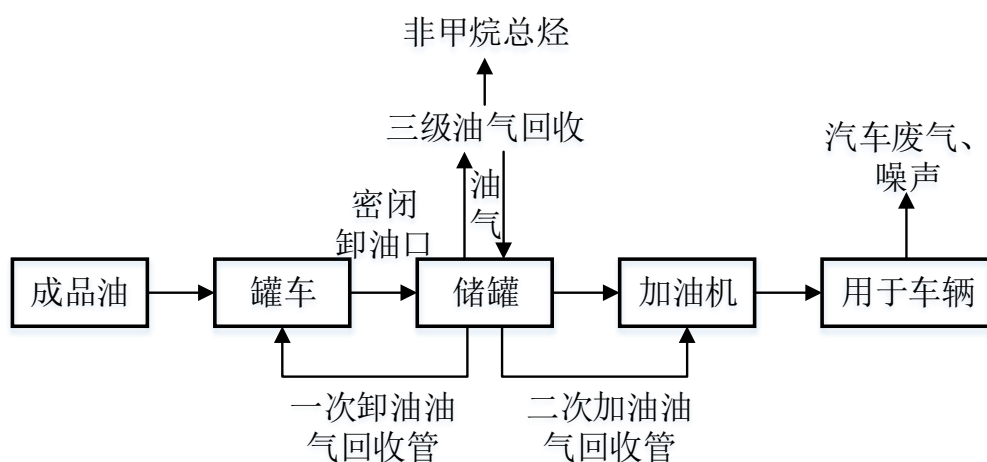 非甲烷总烃
三级油气回收
汽车废气、
噪声
油
气
密闭
卸油口
成品油
罐车
储罐
加油机
用于车辆
一次卸油油
气回收管
二次加油油
气回收管